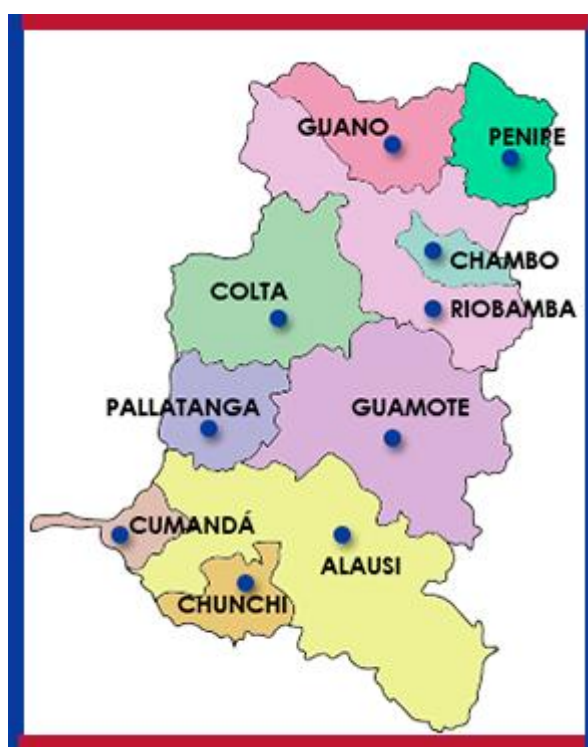 GUANO
PENIPE
CHAMBO
COLTA
RIOBAMBA
PALLATANGA
GUAMOTE
CUMANDÁ
ALAUSI
CHUNCHI